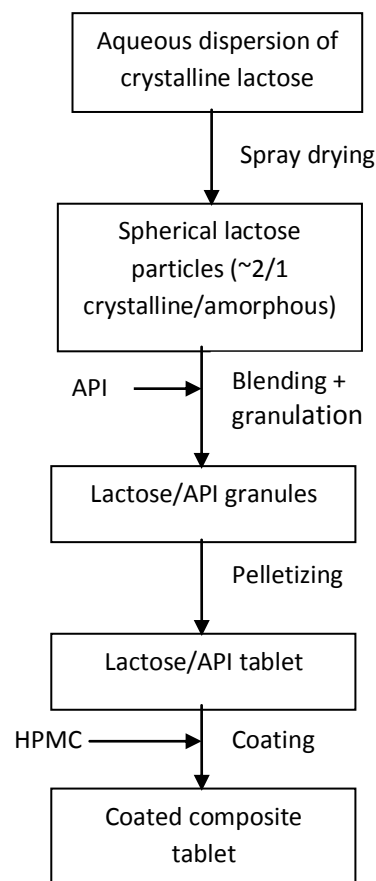 Aqueous dispersion of
crystalline lactose
Spray drying
Spherical lactose
particles (~2/1
crystalline/amorphous)
API
Blending +
granulation
Lactose/API granules
Pelletizing
Lactose/API tablet
HPMC
Coating
Coated composite
tablet